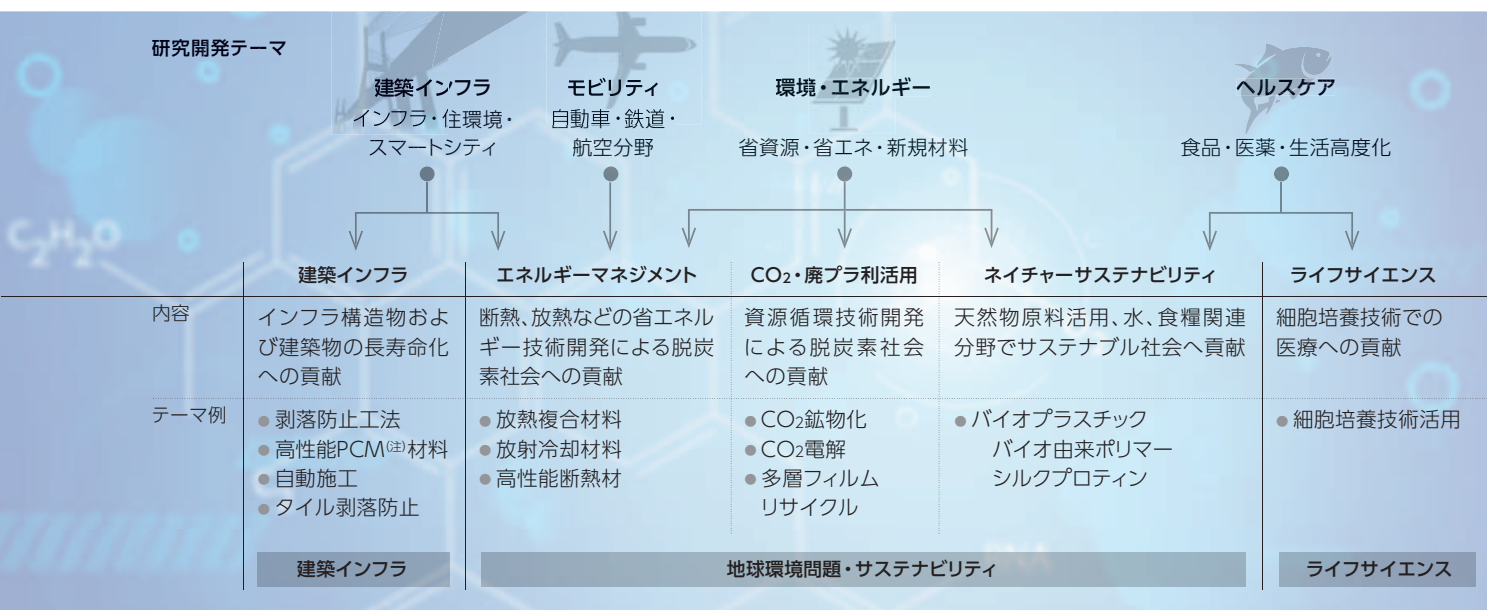 研究開発テーマ
建築インフラ
インフラ・住環境・
スマートシティ
モビリティ
自動車・鉄道・
航空分野
環境・エネルギー
省資源・省エネ・新規材料
ヘルスケア
食品・医薬・生活高度化
C2H2O
建築インフラ
エネルギーマネジメント
CO2・廃プラ利活用
ネイチャーサステナビリティ
ライフサイエンス
内容
インフラ構造物およ
び建築物の長寿命化
への貢献
断熱、放熱などの省エネル
ギー技術開発による脱炭
素社会への貢献
資源循環技術開発
による脱炭素社会
への貢献
天然物原料活用、水、食糧関連
分野でサステナブル社会へ貢献
細胞培養技術での
医療への貢献
テーマ例
●剥落防止工法
●高性能PCM(注)材料
●自動施工
●タイル剥落防止
●放熱複合材料
●放射冷却材料
●高性能断熱材
●CO2鉱物化
●CO2電解
●多層フィルム
リサイクル
●バイオプラスチック
バイオ由来ポリマー
シルクプロティン
●細胞培養技術活用
DNA
建築インフラ
地球環境問題・サステナビリティ
ライフサイエンス